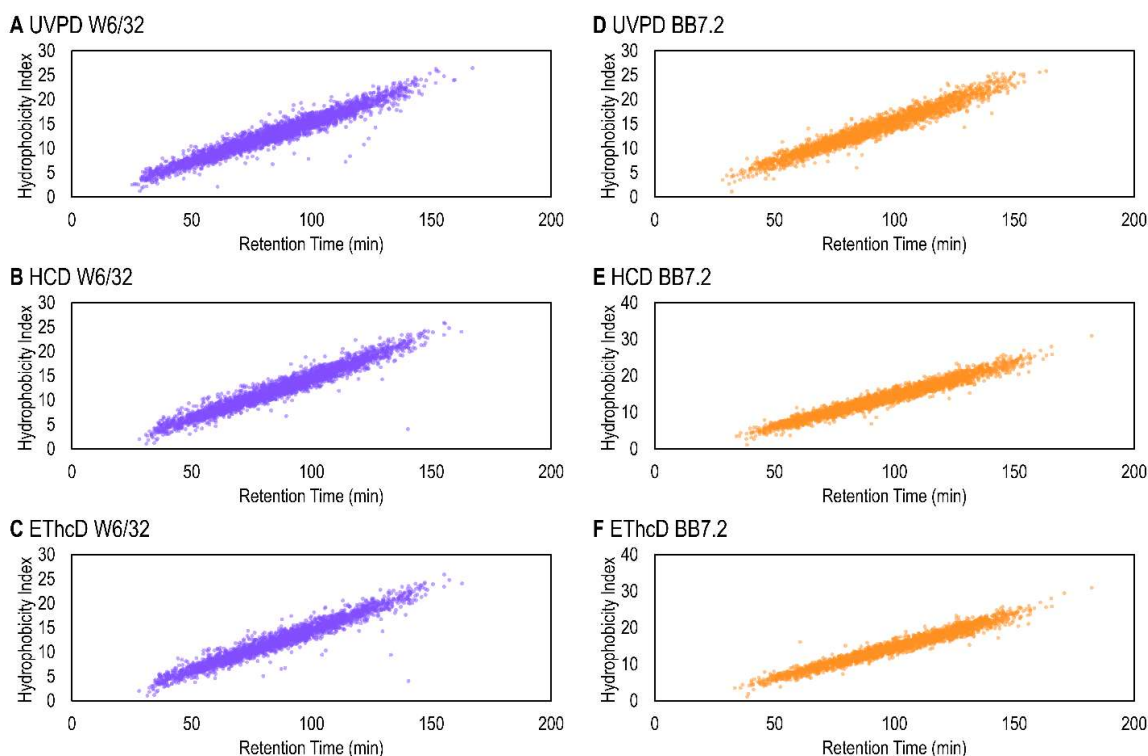 A UVPD W6/32
Hydrophobicity Index
30
25
20
15
10
5
0
0 50 100 150 200
Retention Time (min)
B HCD W6/32
Hydrophobicity Index
30
25
20
15
10
5
0
0 50 100 150 200
Retention Time (min)
C EThcD W6/32
Hydrophobicity Index
30
25
20
15
10
5
0
0 50 100 150 200
Retention Time (min)
D UVPD BB7.2
Hydrophobicity Index
30
25
20
15
10
5
0
0 50 100 150 200
Retention Time (min)
E HCD BB7.2
Hydrophobicity Index
40
30
20
10
0
0 50 100 150 200
Retention Time (min)
F EThcD BB7.2
Hydrophobicity Index
40
30
20
10
0
0 50 100 150 200
Retention Time (min)